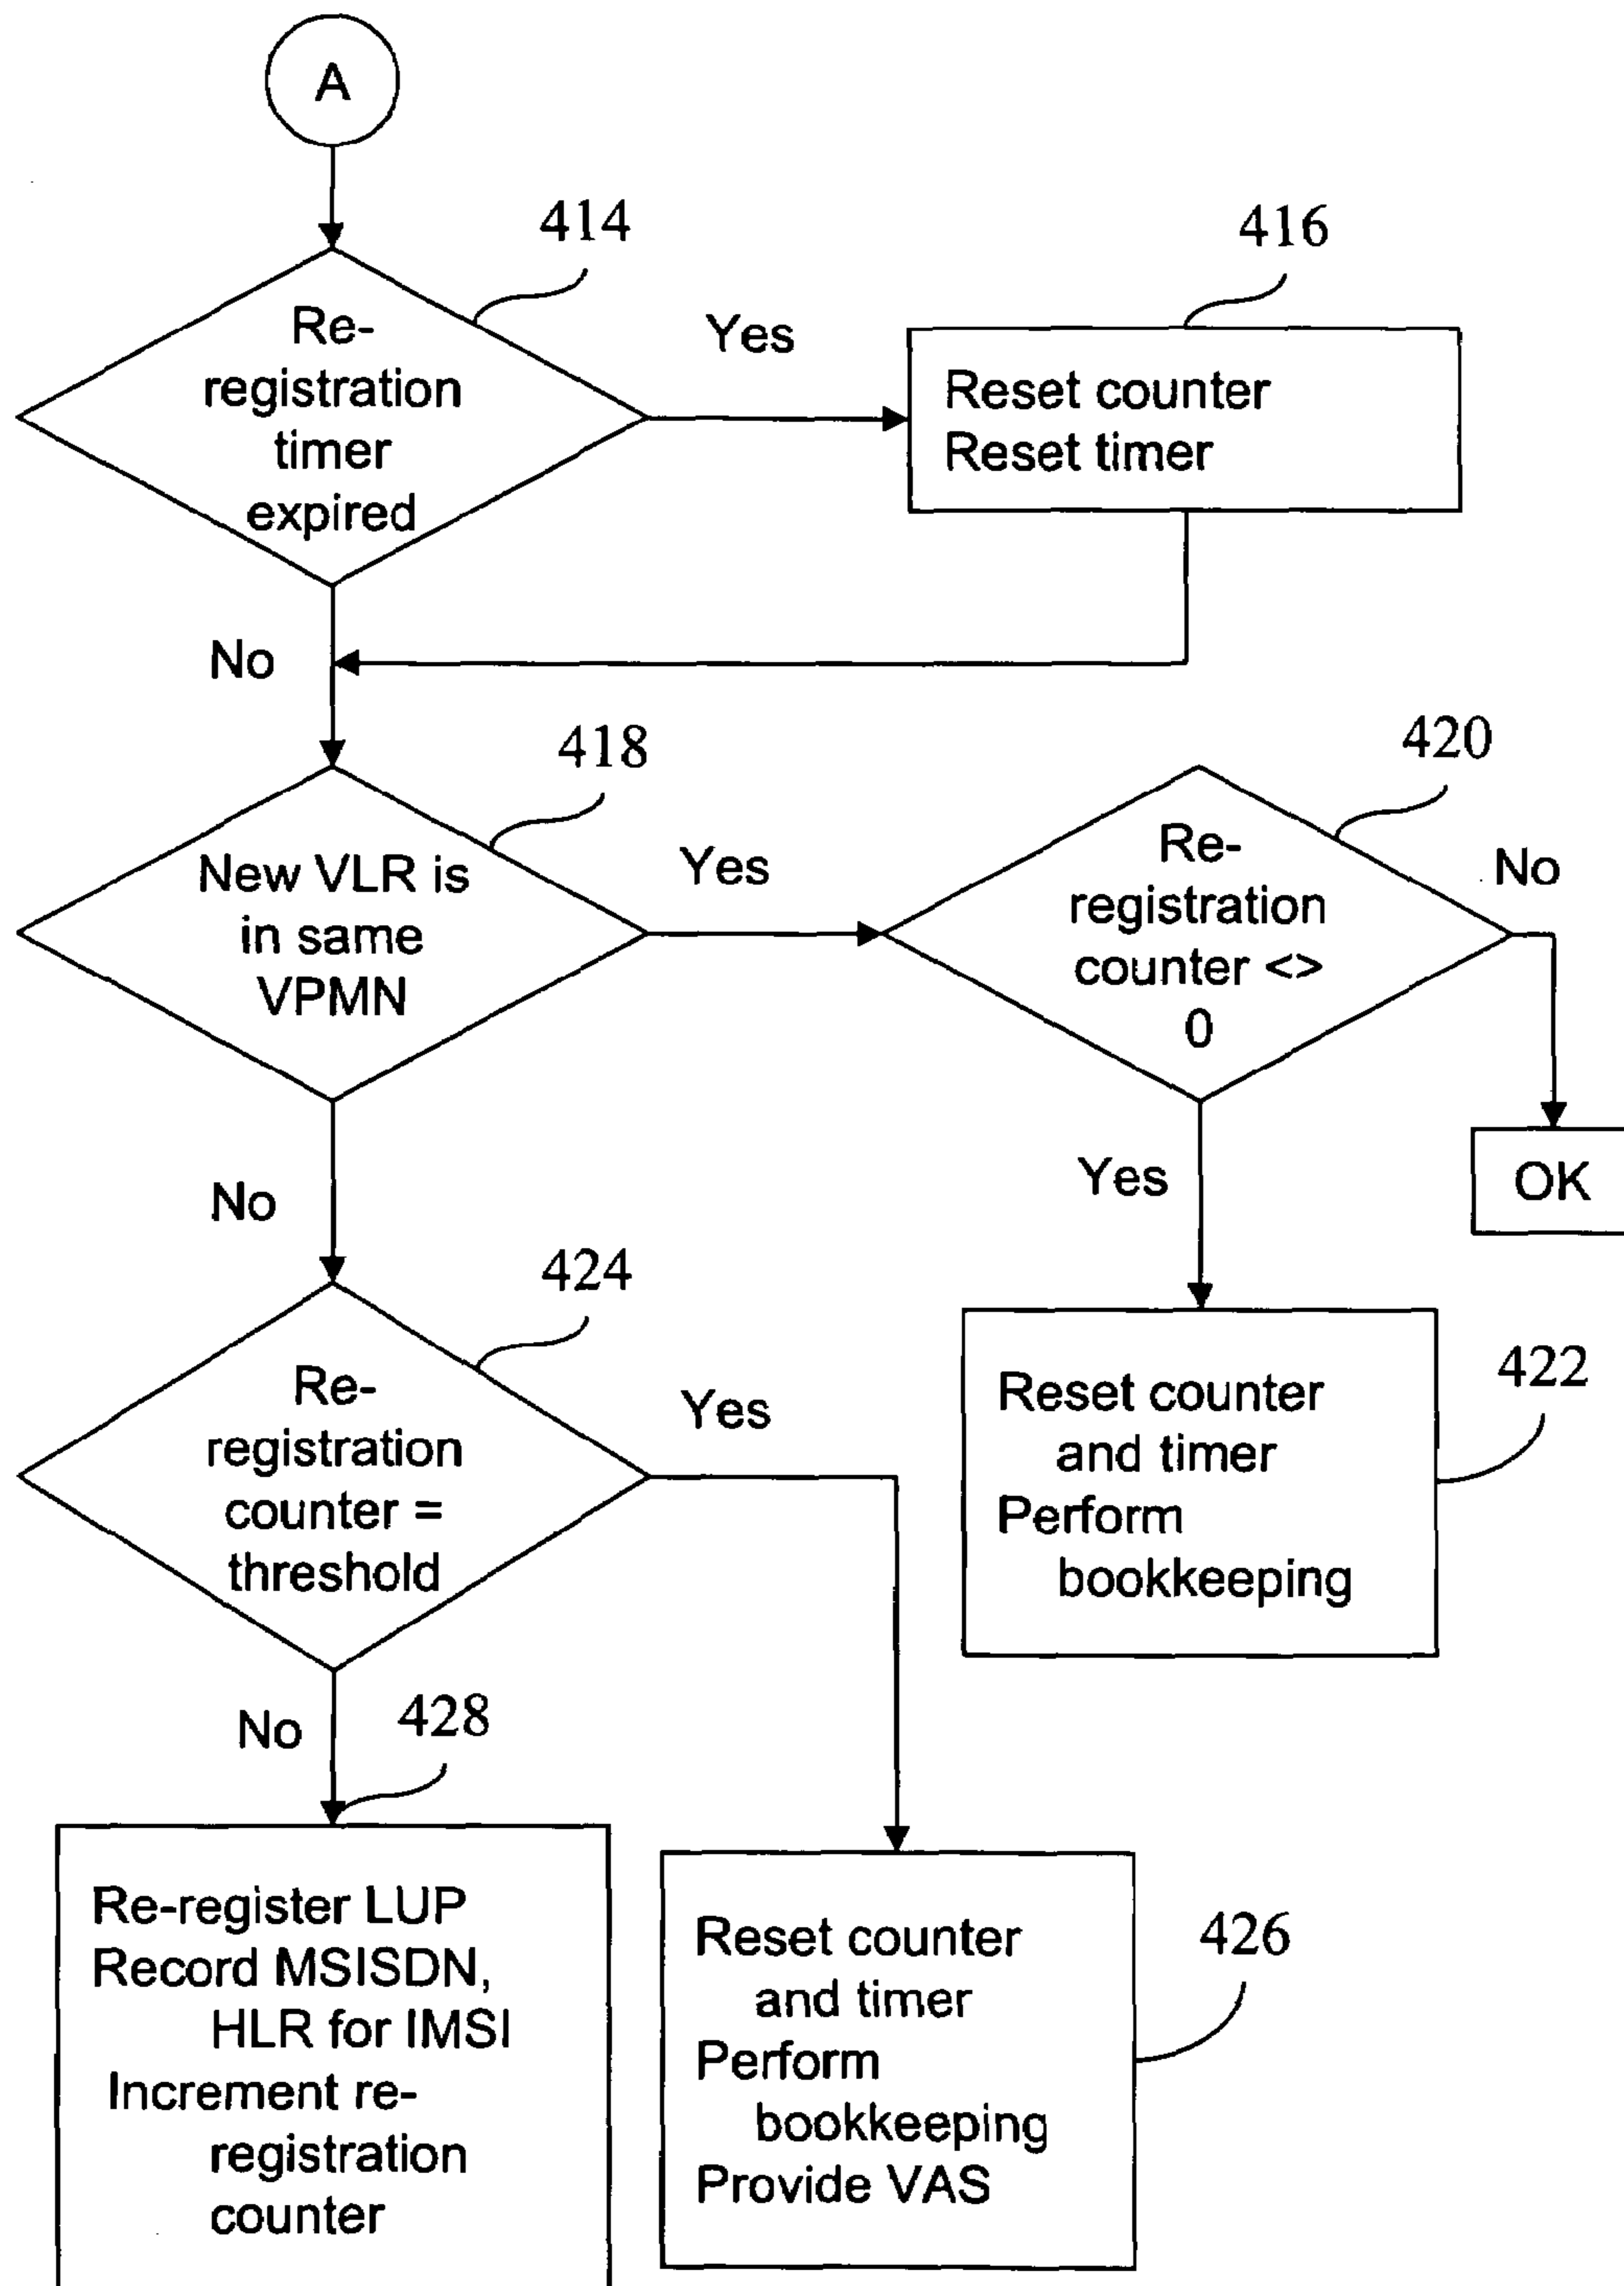 A
414
Re-
registration
timer
expired
Yes
416
Reset counter
Reset timer
No
418
New VLR is
in same
VPMN
Yes
420
Re-
registration
counter <>
0
No
OK
Yes
422
Reset counter
and timer
Perform
bookkeeping
No
424
Re-
registration
counter =
threshold
Yes
No
428
Re-register LUP
Record MSISDN,
HLR for IMSI
Increment re-
registration
counter
426
Reset counter
and timer
Perform
bookkeeping
Provide VAS